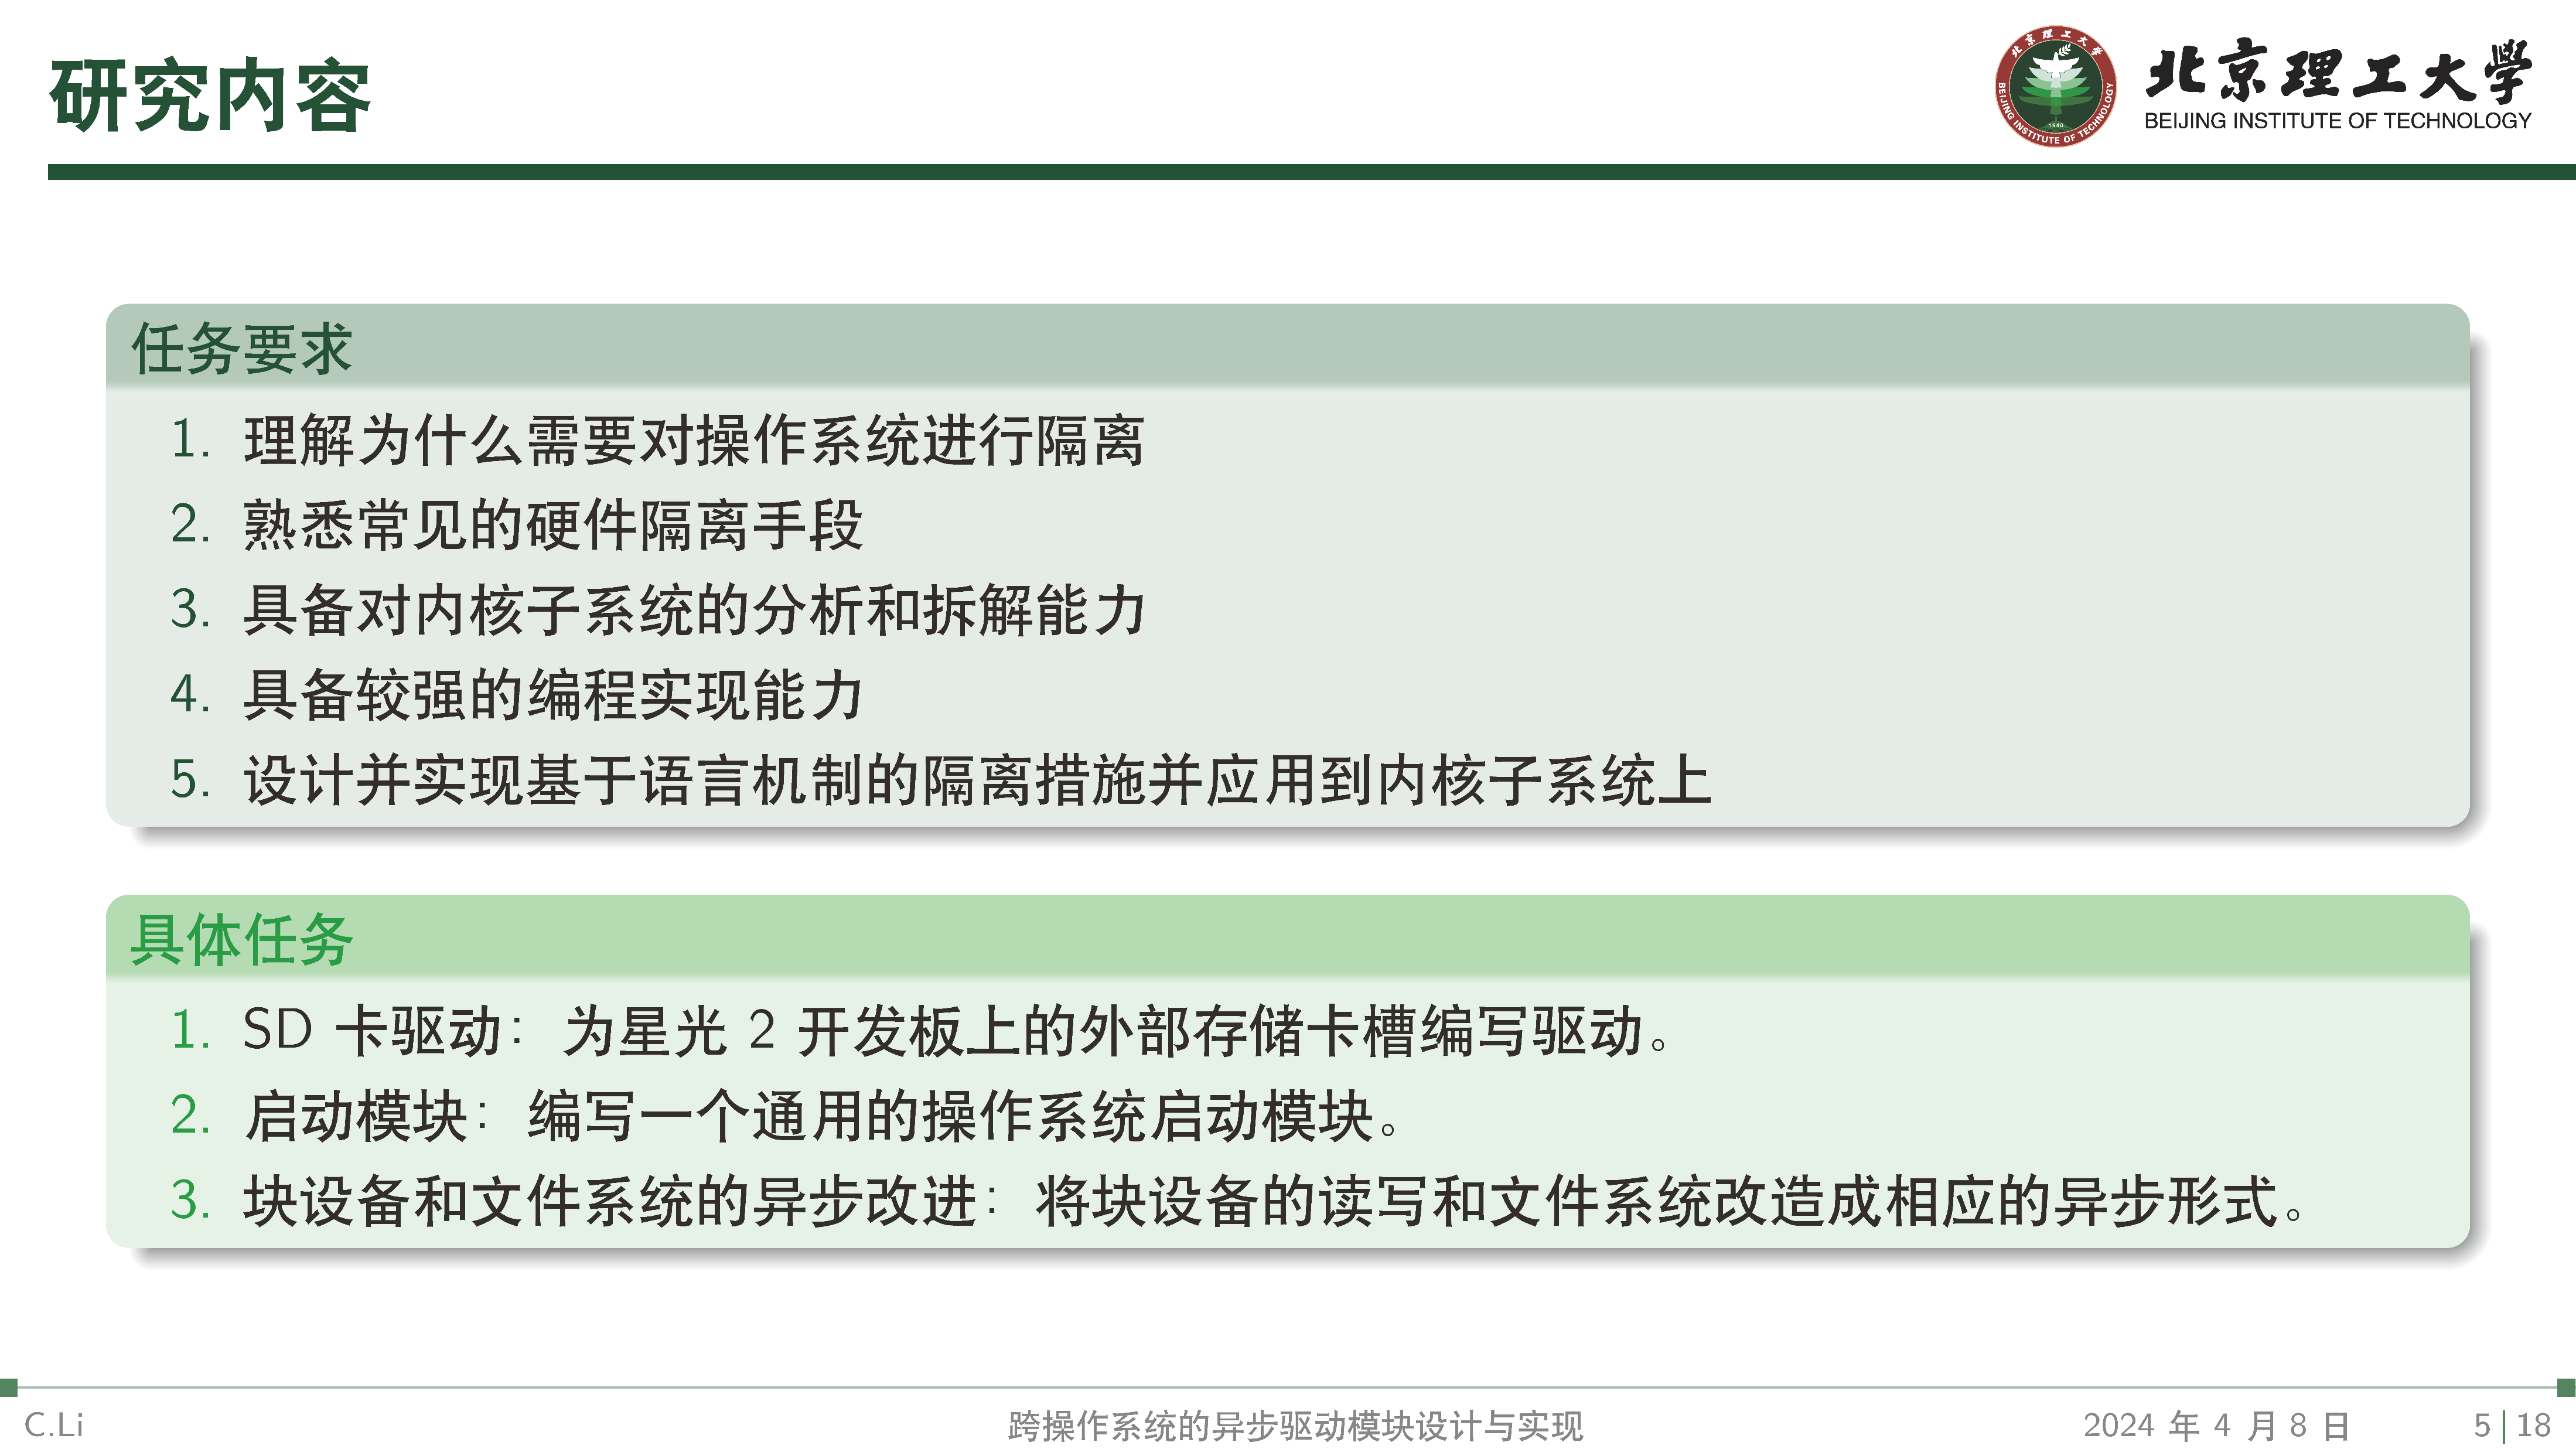 研究内容
北京理工大学
BEIJING INSTITUTE OF TECHNOLOGY
北京理工大学
BEIJING INSTITUTE OF TECHNOLOGY
1940
任务要求
1. 理解为什么需要对操作系统进行隔离
2. 熟悉常见的硬件隔离手段
3. 具备对内核子系统的分析和拆解能力
4. 具备较强的编程实现能力
5. 设计并实现基于语言机制的隔离措施并应用到内核子系统上
具体任务
1. SD 卡驱动：为星光 2 开发板上的外部存储卡槽编写驱动。
2. 启动模块：编写一个通用的操作系统启动模块。
3. 块设备和文件系统的异步改进：将块设备的读写和文件系统改造成相应的异步形式。
C.Li
跨操作系统的异步驱动模块设计与实现
2024 年 4 月 8 日
5 | 18